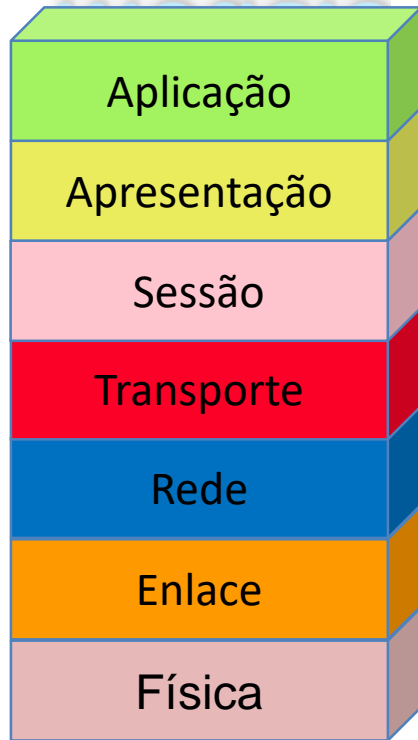 Aplicação
Apresentação
Sessão
Transporte
Rede
Enlace
Física